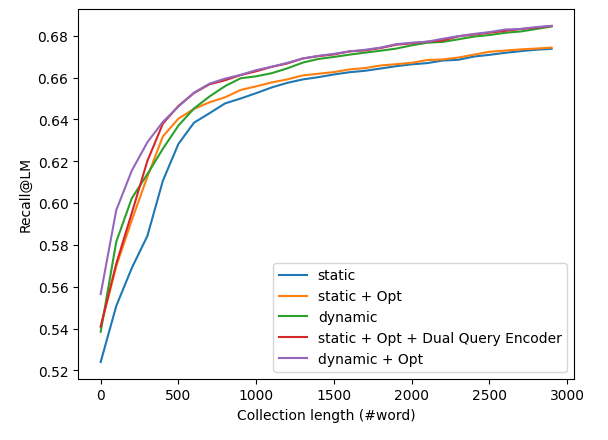 0.68
0.66
0.64
0.62
0.60
0.58
0.56
0.54
0.52
Recall@LM
static
static + Opt
dynamic
static + Opt + Dual Query Encoder
dynamic + Opt
0 500 1000 1500 2000 2500 3000
Collection length (#word)